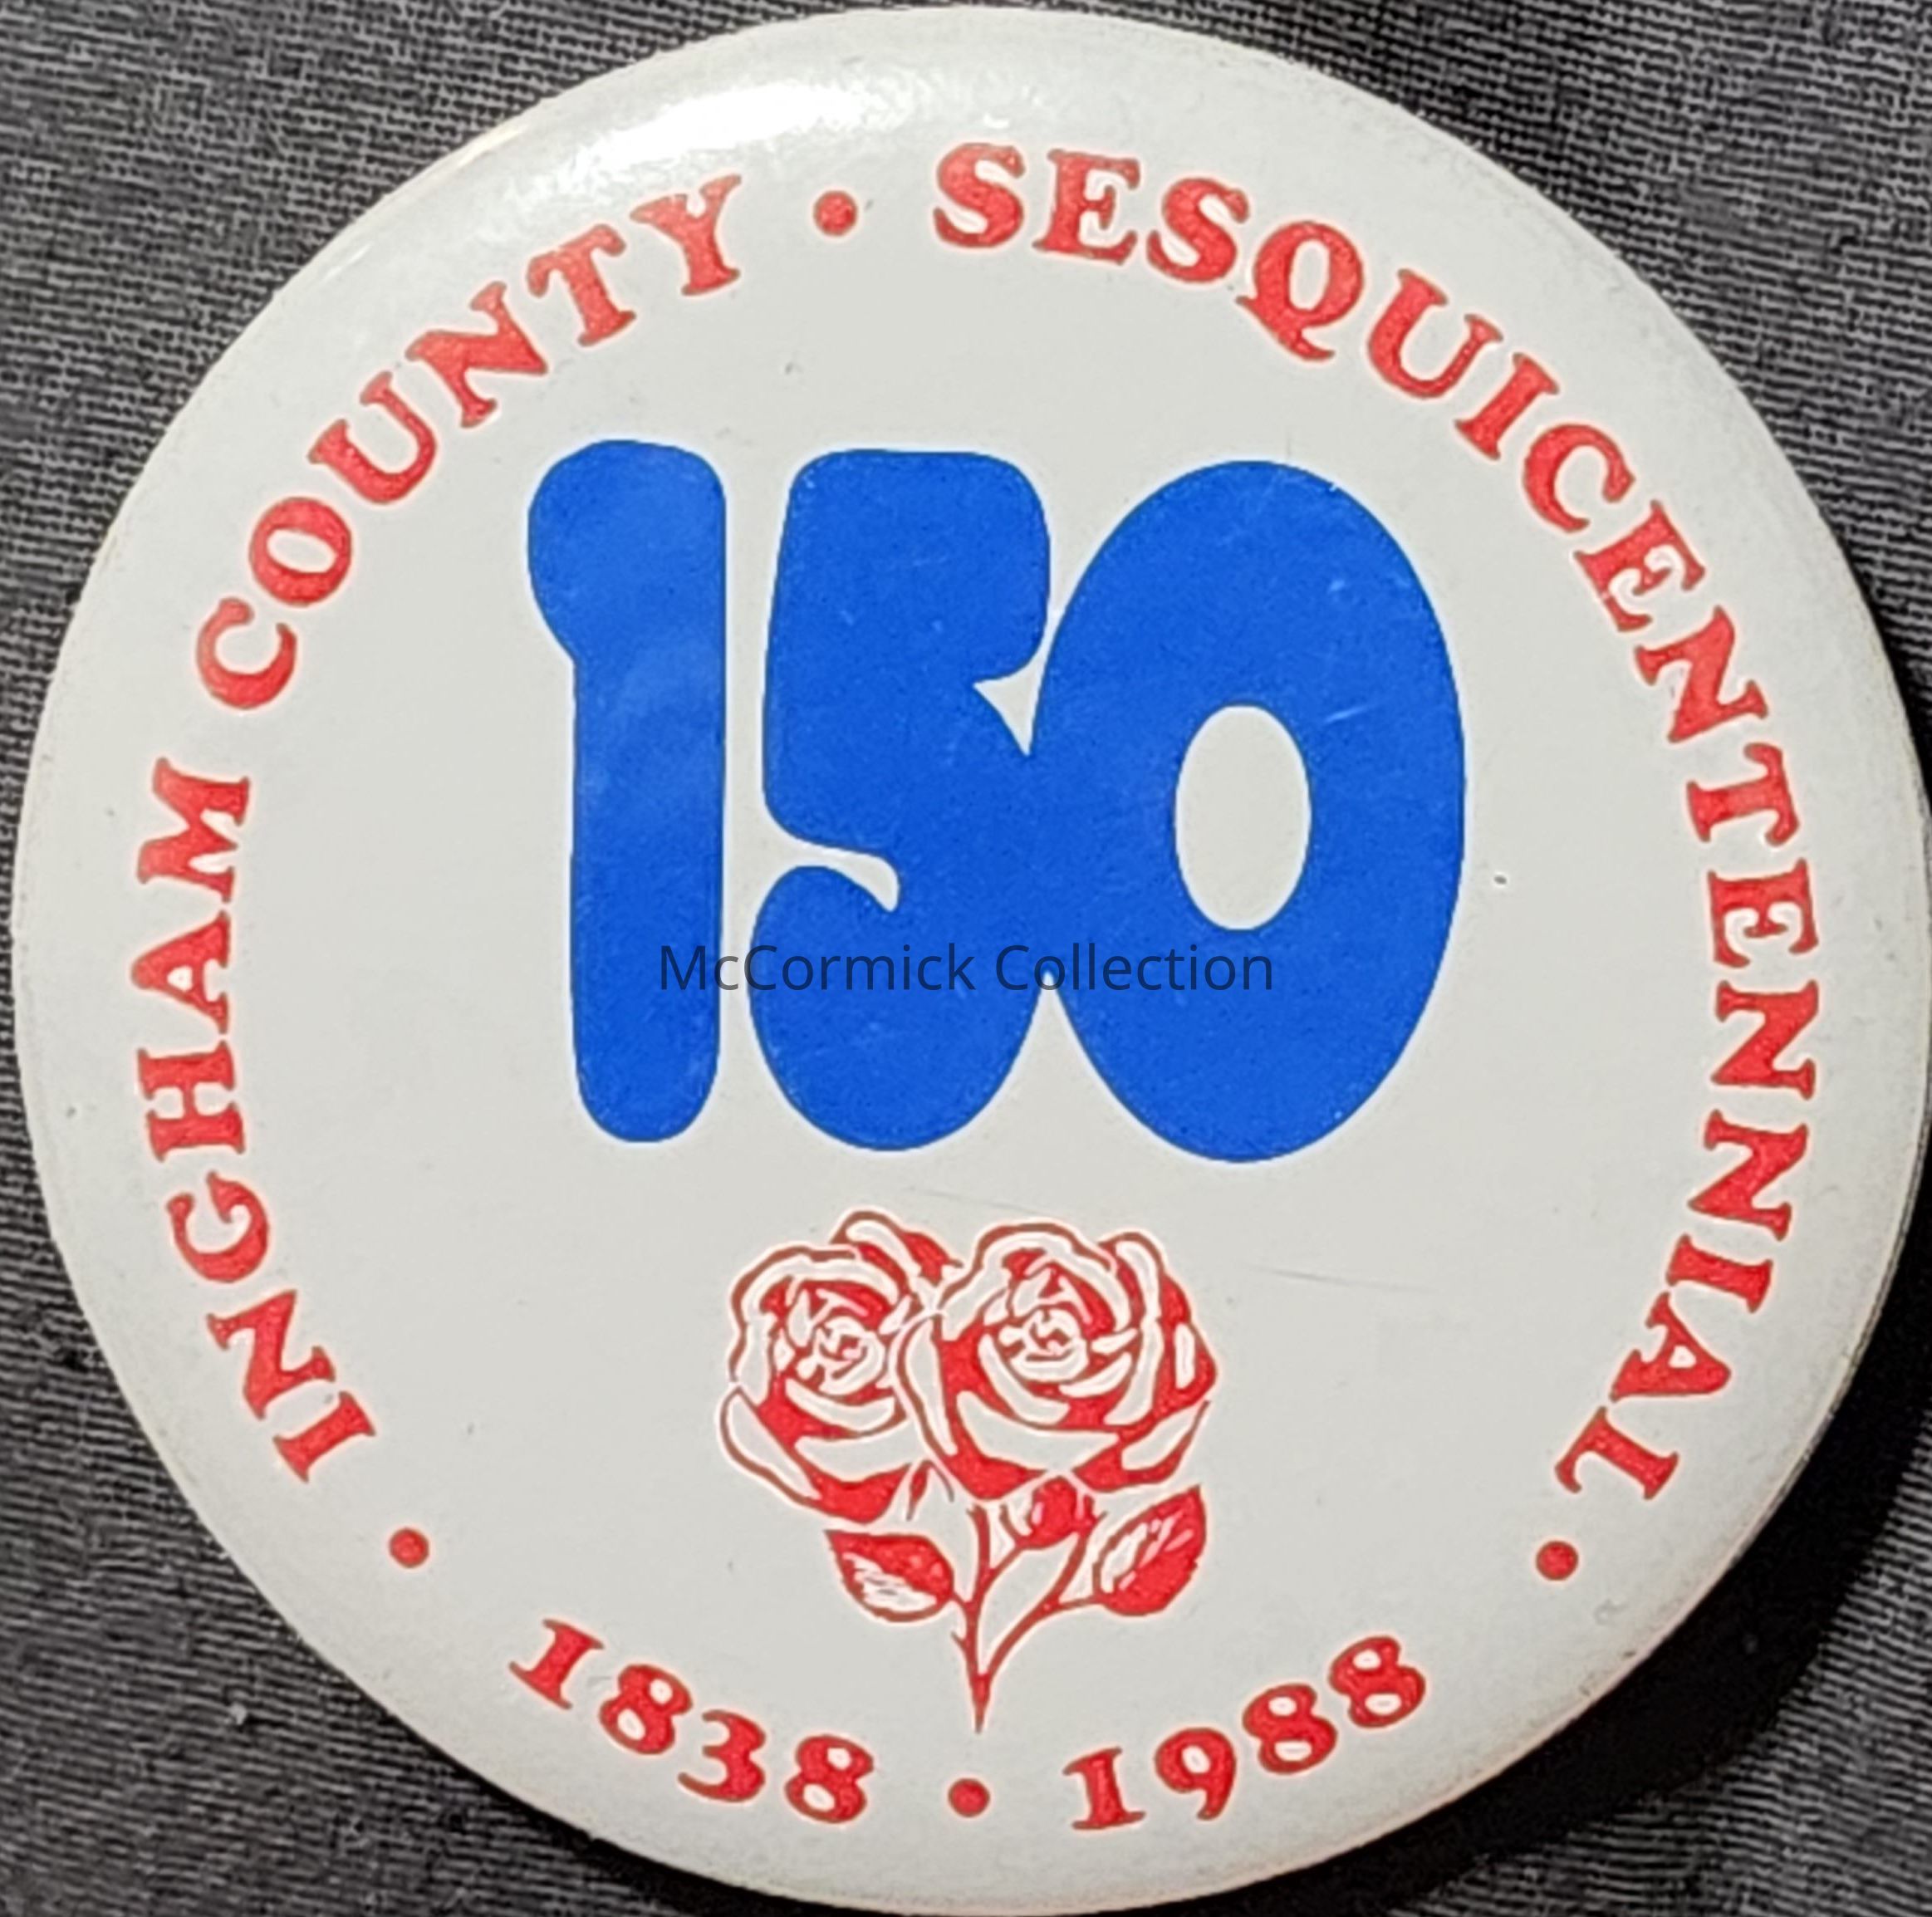 INGHAM COUNTY • SESQUICENTENNIAL •
150
1838 • 1988 •
McCormick Collection